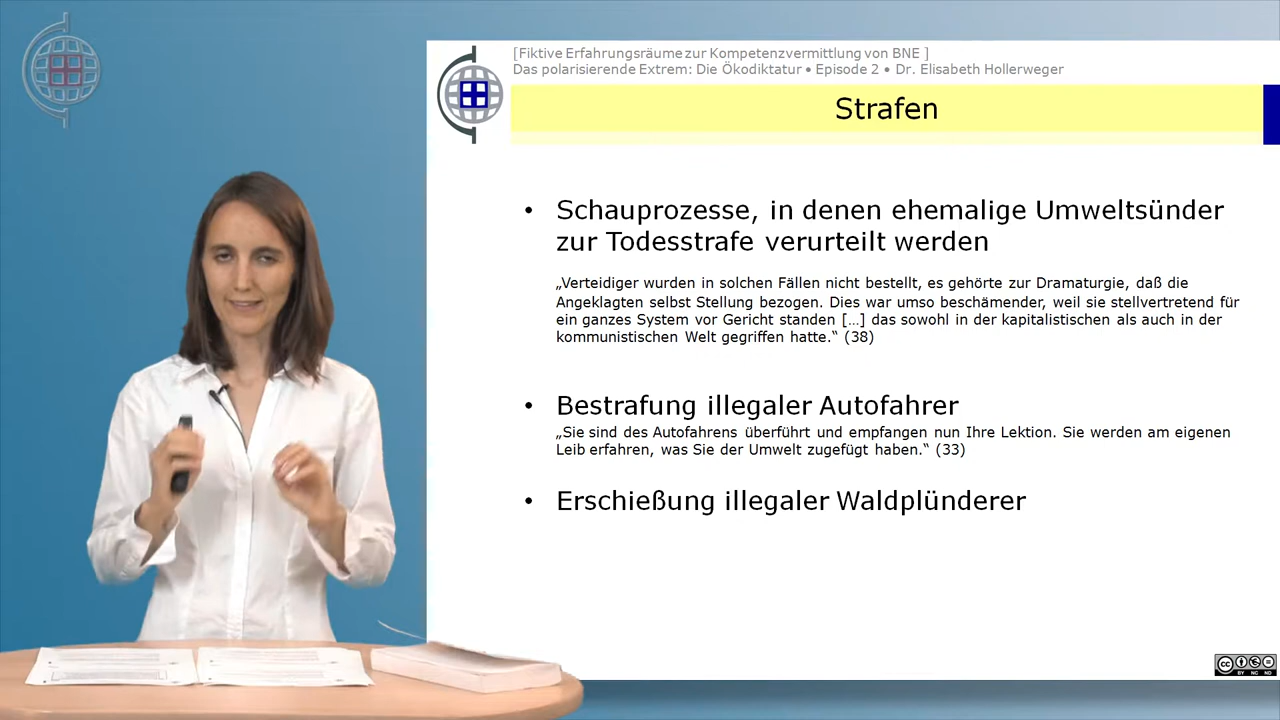 [Fiktive Erfahrungsräume zur Kompetenzvermittlung von BNE ]
Das polarisierende Extrem: Die Ökodiktatur • Episode 2 • Dr. Elisabeth Hollerweger
Strafen
• Schauprozesse, in denen ehemalige Umweltsünder
zur Todesstrafe verurteilt werden
„Verteidiger wurden in solchen Fällen nicht bestellt, es gehörte zur Dramaturgie, daß die
Angeklagten selbst Stellung bezogen. Dies war umso beschämender, weil sie stellvertretend für
ein ganzes System vor Gericht standen […] das sowohl in der kapitalistischen als auch in der
kommunistischen Welt gegriffen hatte.“ (38)
• Bestrafung illegaler Autofahrer
„Sie sind des Autofahrens überführt und empfangen nun Ihre Lektion. Sie werden am eigenen
Leib erfahren, was Sie der Umwelt zugefügt haben.“ (33)
• Erschießung illegaler Waldplünderer
cc
BY NC ND